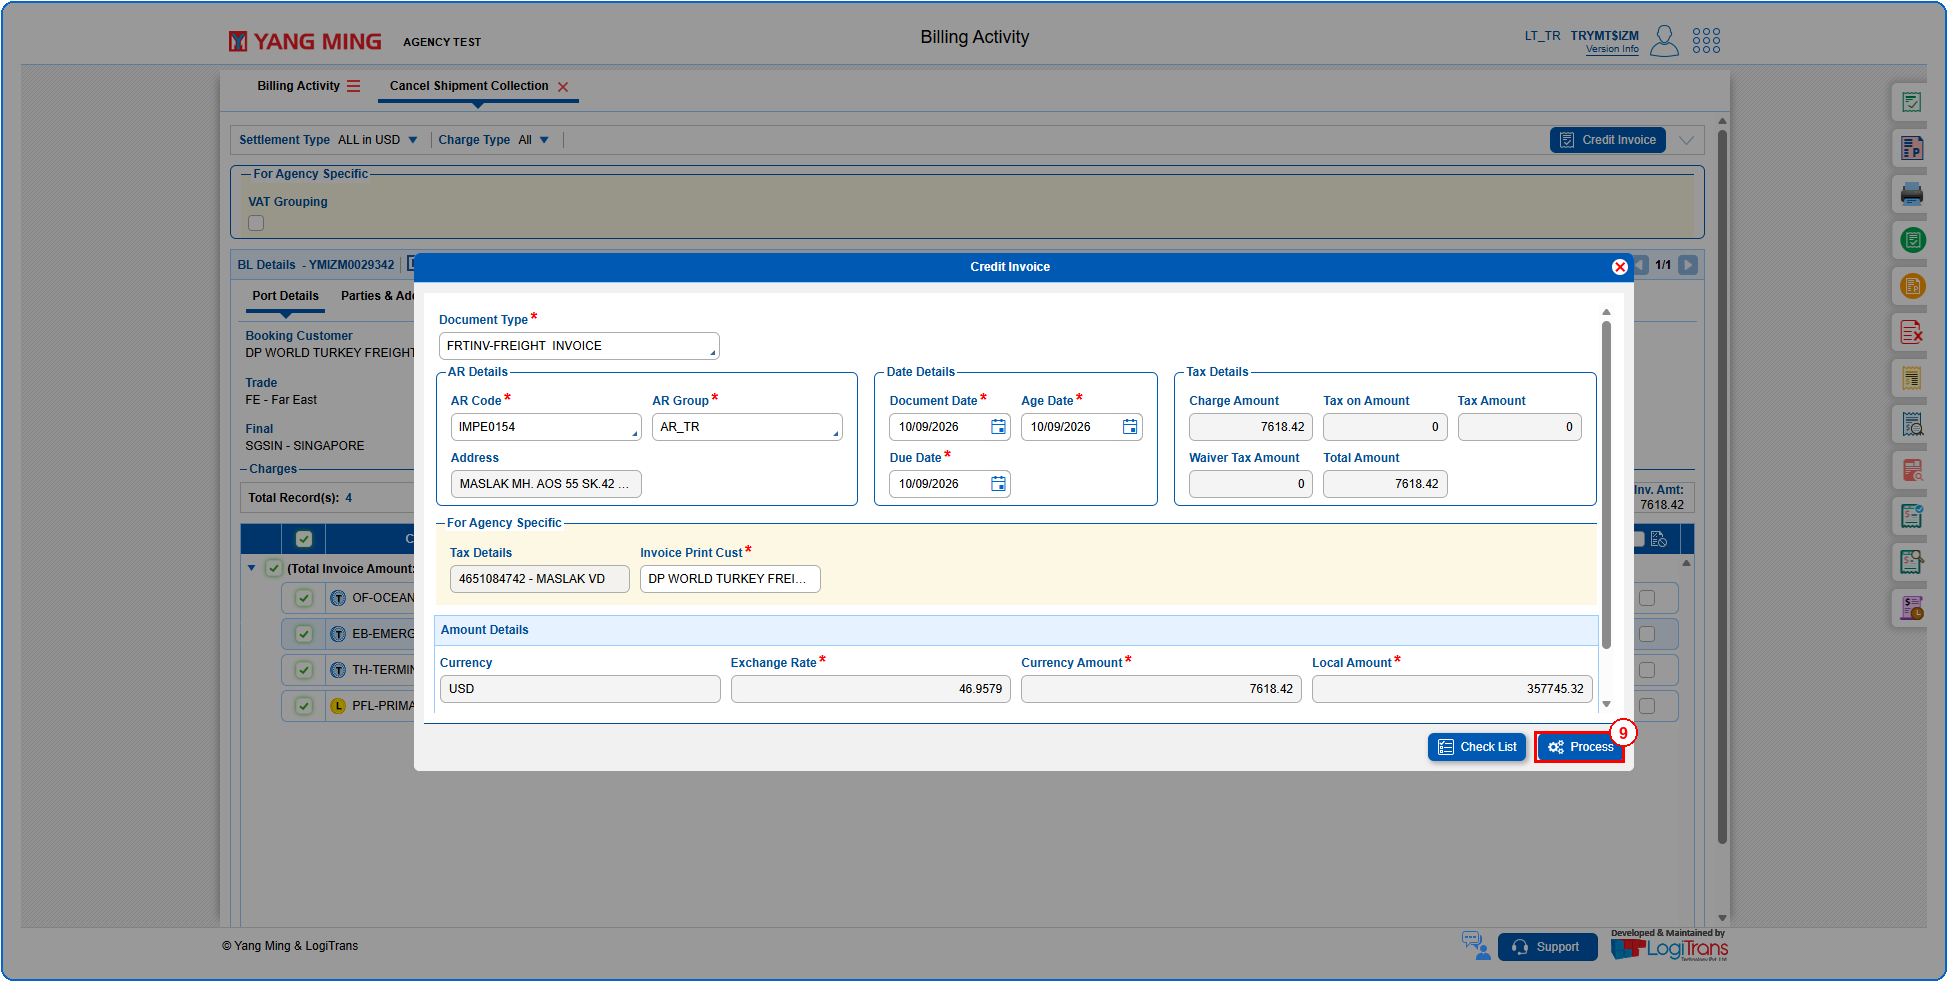 YANG MING AGENCY TEST
Billing Activity
LT_TR TRYMT$IZM
Version Info
Billing Activity
Cancel Shipment Collection
Settlement Type ALL in USD
Charge Type All
Credit Invoice
For Agency Specific
VAT Grouping
BL Details - YMIZM0029342
1/1
Port Details
Parties &
Booking Customer
DP WORLD TURKEY FREIGHT
Trade
FE - Far East
Final
SGSIN - SINGAPORE
Charges
Total Record(s): 4
Inv. Amt:
7618.42
(Total Invoice Amount:
OF-OCEAN
EB-EMERG
TH-TERMIN
PFL-PRIMA
Credit Invoice
Document Type *
FRTINV-FREIGHT INVOICE
AR Details
AR Code *
AR Group *
IMPE0154
AR_TR
Address
MASLAK MH. AOS 55 SK.42 ...
Date Details
Document Date *
Age Date *
10/09/2026
10/09/2026
Due Date *
10/09/2026
Tax Details
Charge Amount
Tax on Amount
Tax Amount
7618.42
0
0
Waiver Tax Amount
Total Amount
0
7618.42
For Agency Specific
Tax Details
Invoice Print Cust *
4651084742 - MASLAK VD
DP WORLD TURKEY FREI...
Amount Details
Currency
Exchange Rate *
Currency Amount *
Local Amount *
USD
46.9579
7618.42
357745.32
Check List
Process
9
© Yang Ming & LogiTrans
Support
Developed & Maintained by
LogiTrans